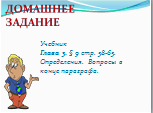 ДОМАШНЕЕ
ЗАДАНИЕ
Учебник
Глава 3, § 9 стр. 58-63.
Определения. Вопросы в
конце параграфа.